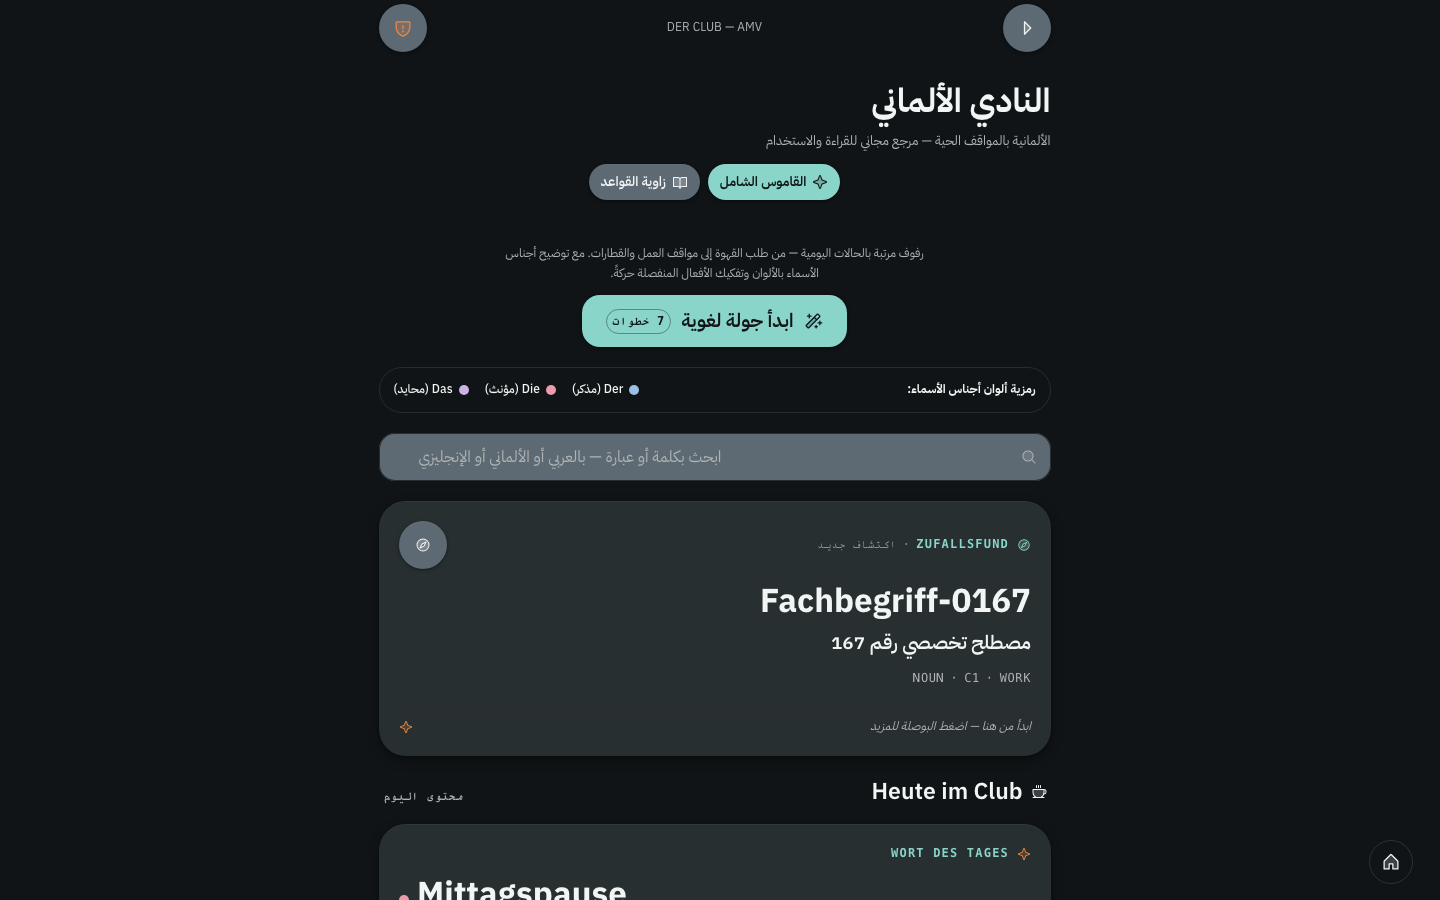 DER CLUB — AMV
النادي الألماني
الألمانية بالمواقف الحية — مرجع مجاني للقراءة والاستخدام
القاموس الشامل
زاوية القواعد
رفوف مرتبة بالحالات اليومية — من طلب القهوة إلى مواقف العمل والقطارات. مع توضيح أجناس
الأسماء بالألوان وتفكيك الأفعال المنفصلة حركةً.
ابدأ جولة لغوية 7 خطوات
رمزية ألوان أجناس الأسماء: Der (مذكر) Die (مؤنث) Das (محايد)
ابحث بكلمة أو عبارة — بالعربي أو الألماني أو الإنجليزي
ZUFALLSFUND · اكتشاف جديد
Fachbegriff-0167
مصطلح تخصصي رقم 167
NOUN · C1 · WORK
ابدأ من هنا — اضغط البوصلة للمزيد
Heute im Club
محتوى اليوم
WORT DES TAGES
Mittagspause